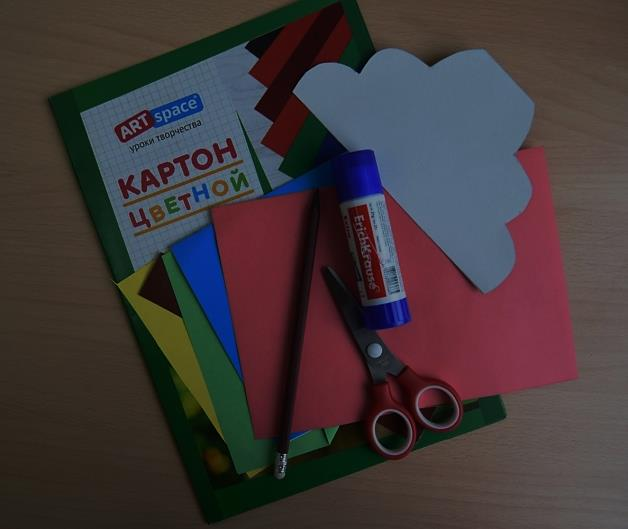 ART space
уроки творчества
КАРТОН
ЦВЕТНОЙ
ErichKrause